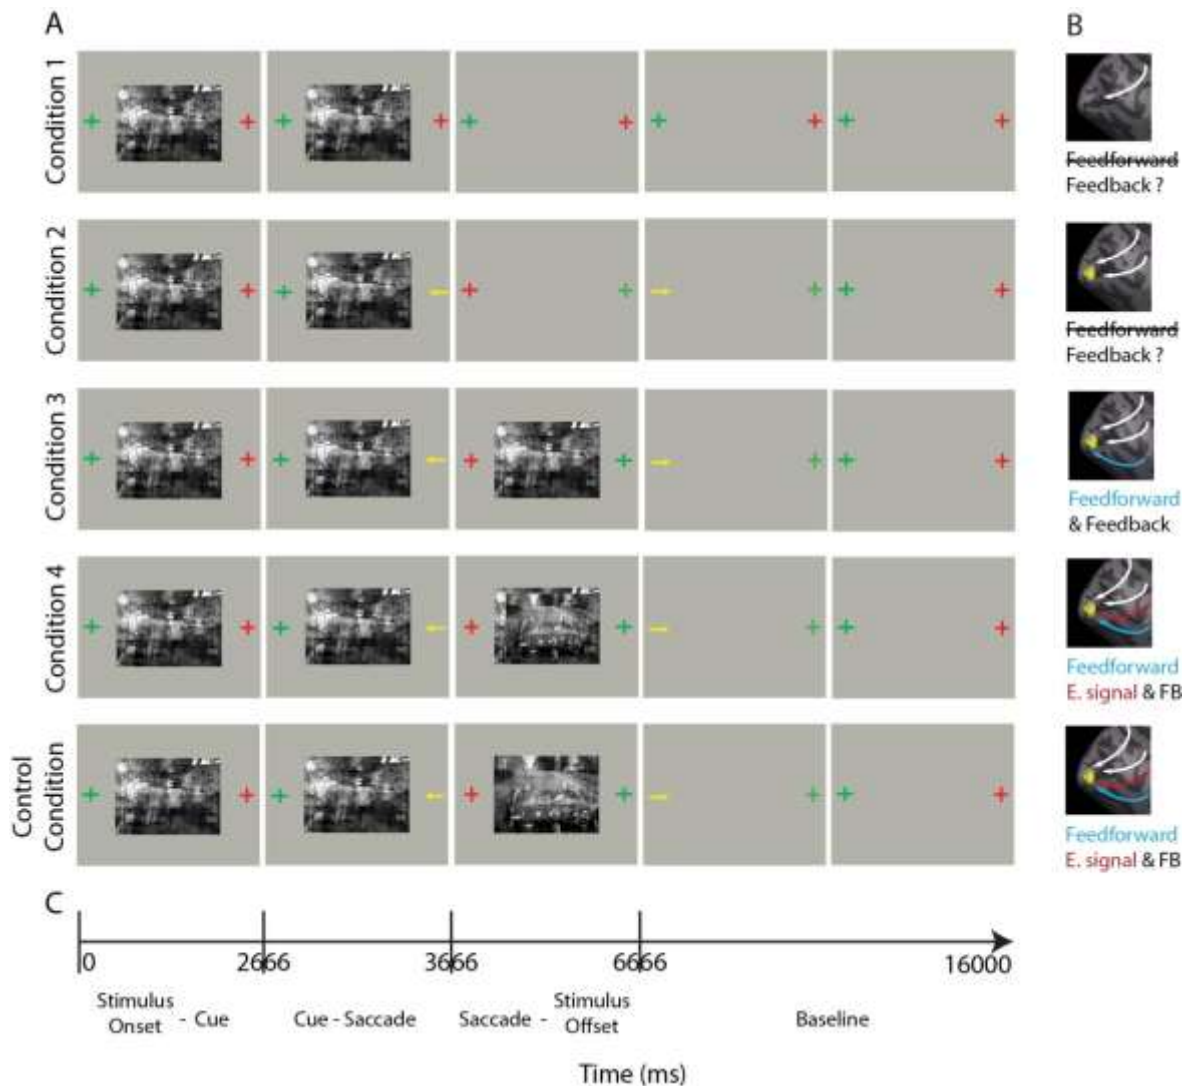 A
B
Condition 1
Feedforward
Feedback ?
Condition 2
Feedforward
Feedback ?
Condition 3
Feedforward
& Feedback
Condition 4
Feedforward
E. signal & FB
Control
Condition
Feedforward
E. signal & FB
C
0 2666 3666 6666 16000
Stimulus
Onset - Cue
Cue - Saccade
Saccade - Stimulus
Offset
Baseline
Time (ms)